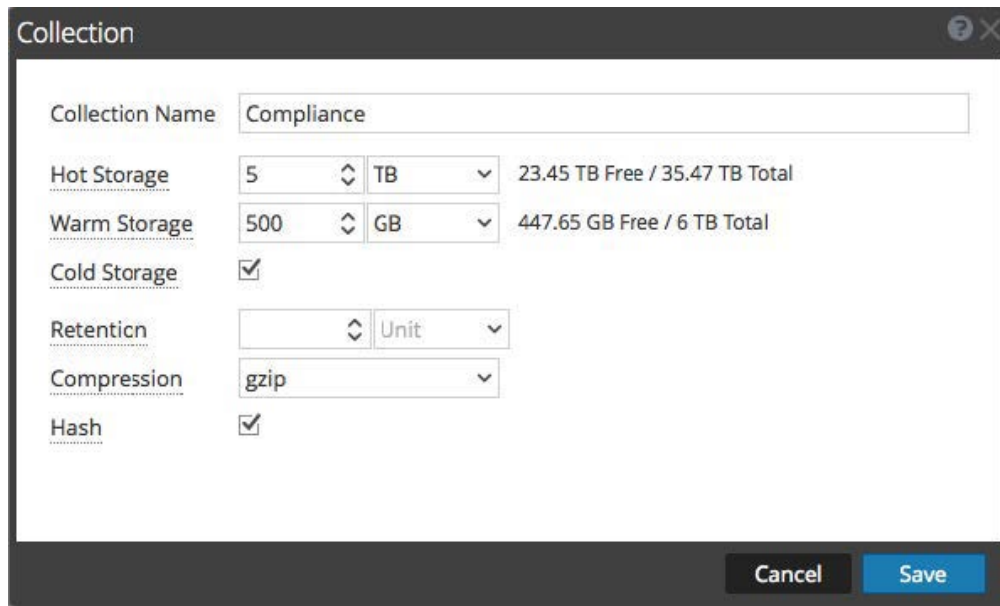 Collection
Collection Name Compliance
Hot Storage 5 TB 23.45 TB Free / 35.47 TB Total
Warm Storage 500 GB 447.65 GB Free / 6 TB Total
Cold Storage
Retention Unit
Compression gzip
Hash
Cancel Save